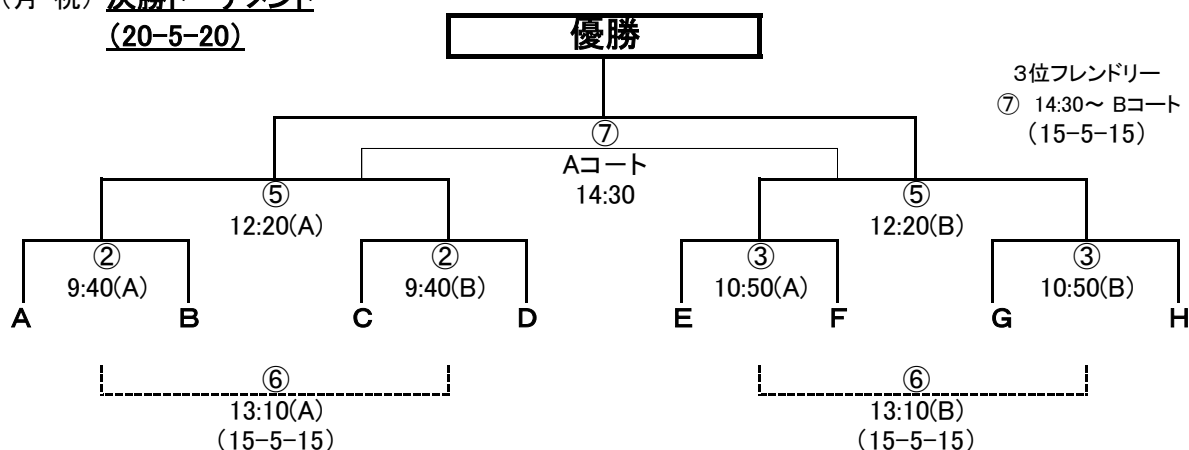 （月・祝） 決勝トーナメント
(20-5-20)
優勝
３位フレンドリー
⑦ 14:30～ Bコート
（15-5-15）
⑦
Aコート
14:30
⑤ ⑤
12:20(A) 12:20(B)
② ② ③ ③
9:40(A) 9:40(B) 10:50(A) 10:50(B)
A B C D E F G H
⑥ ⑥
13:10(A) 13:10(B)
（15-5-15） （15-5-15）